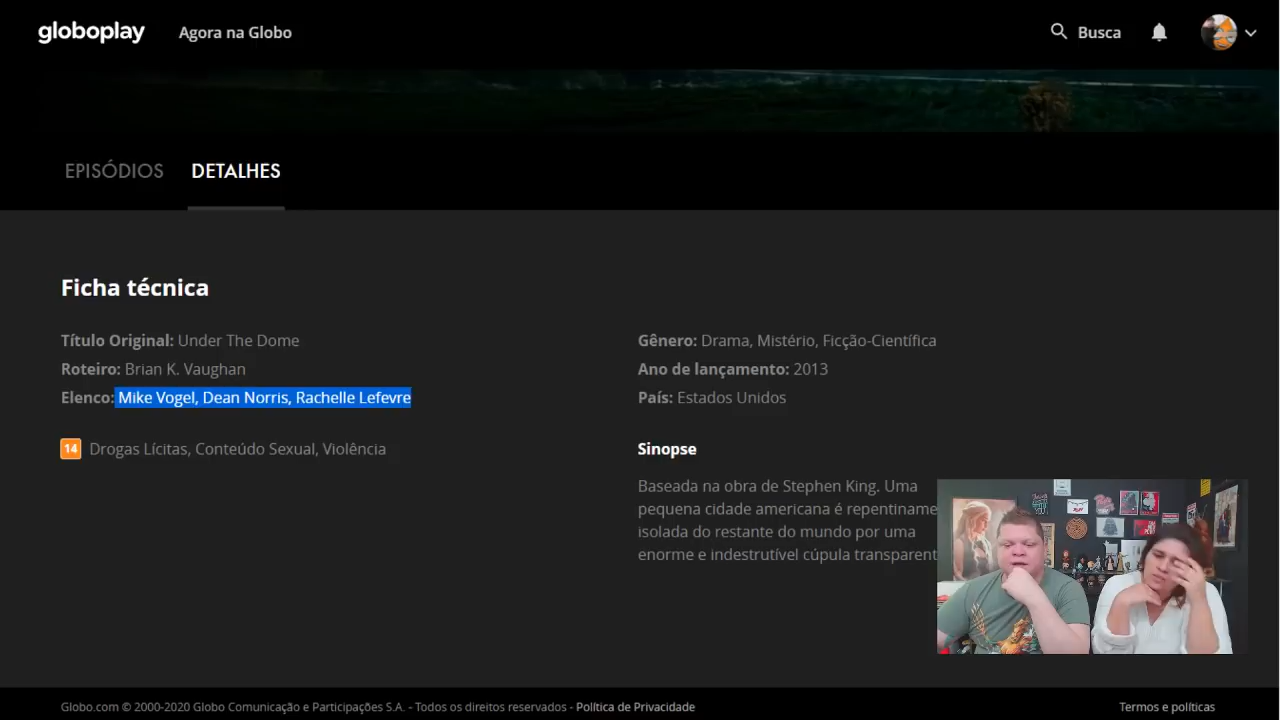 globoplay
Agora na Globo
Busca
EPISÓDIOS
DETALHES
Ficha técnica
Título Original: Under The Dome
Roteiro: Brian K. Vaughan
Elenco: Mike Vogel, Dean Norris, Rachelle Lefevre
14 Drogas Lícitas, Conteúdo Sexual, Violência
Gênero: Drama, Mistério, Ficção-Científica
Ano de lançamento: 2013
País: Estados Unidos
Sinopse
Baseada na obra de Stephen King. Uma
pequena cidade americana é repentiname
isolada do restante do mundo por uma
enorme e indestrutível cúpula transparent
Globo.com © 2000-2020 Globo Comunicação e Participações S.A. - Todos os direitos reservados - Política de Privacidade
Termos e políticas